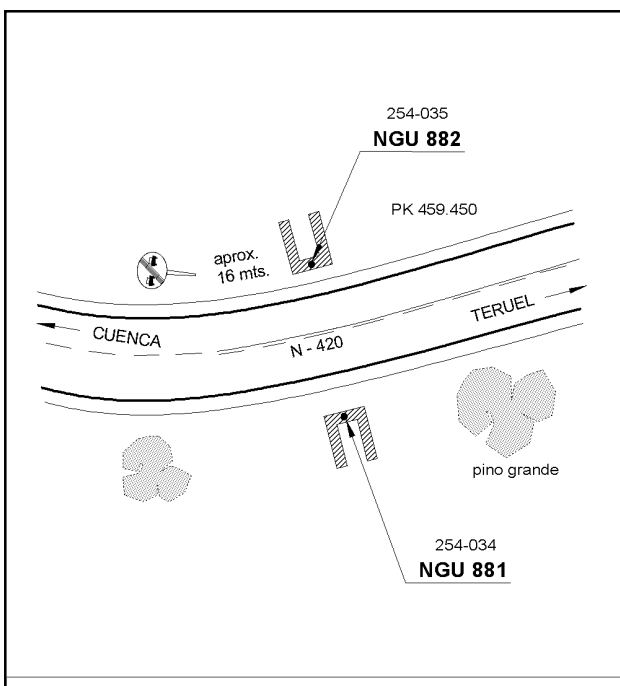 254-035
NGU 882
PK 459.450
aprox.
16 mts.
TERUEL
CUENCA
N - 420
pino grande
254-034
NGU 881